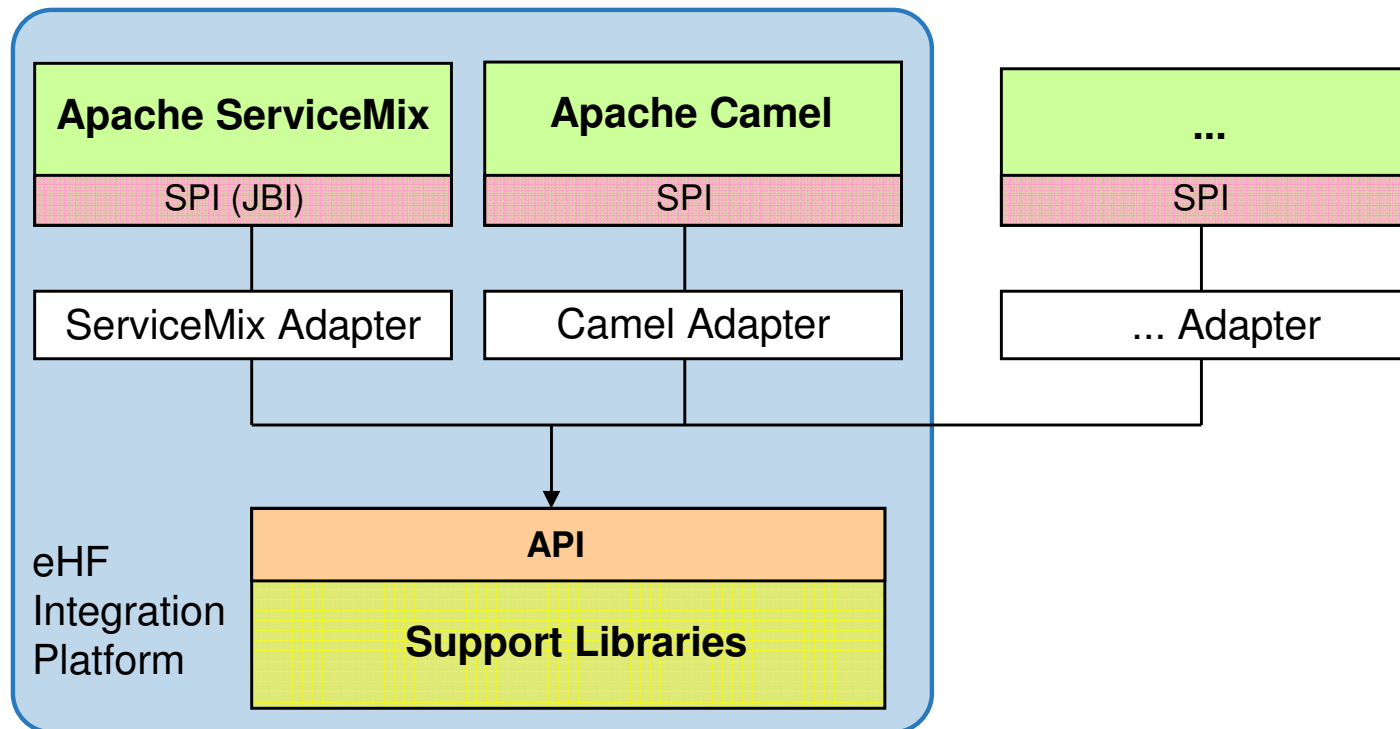 Apache ServiceMix
Apache Camel
...
SPI (JBI)
SPI
SPI
ServiceMix Adapter
Camel Adapter
... Adapter
API
eHF
Integration
Platform
Support Libraries